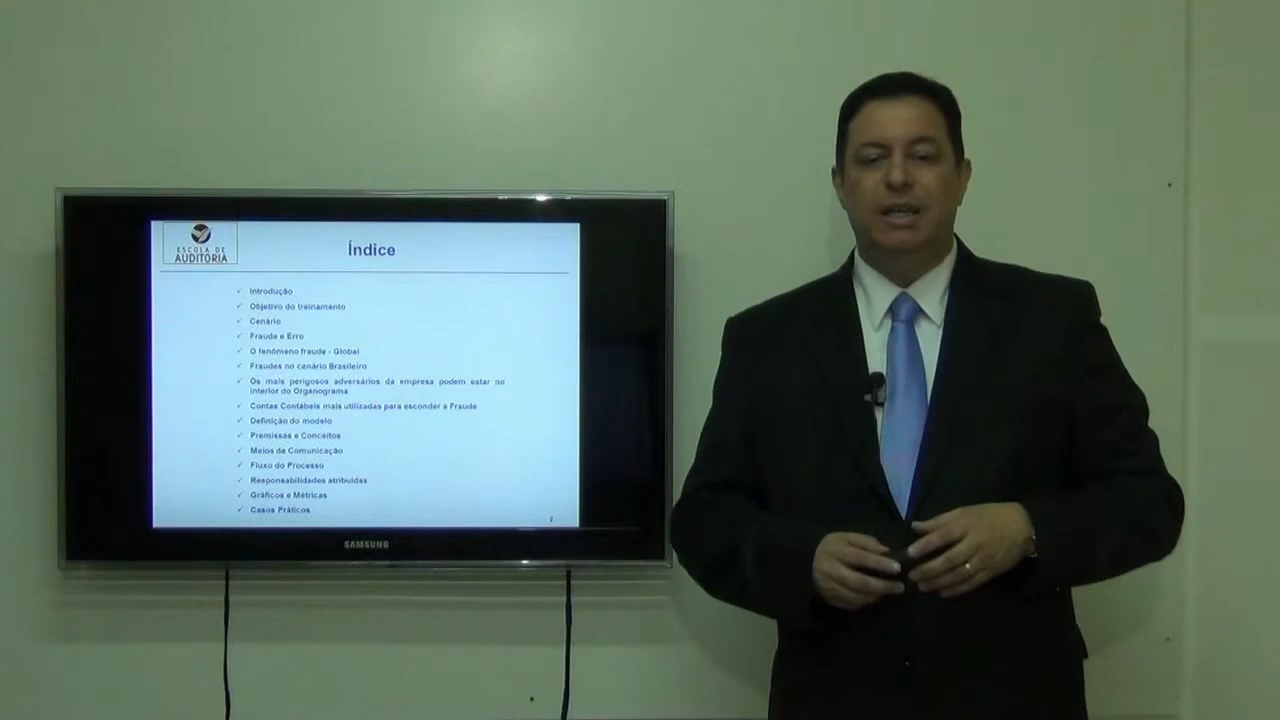 ESCOLA DE
AUDITORIA
Índice
Introdução
Objetivo do treinamento
Cenário
Fraude e Erro
O fenômeno fraude - Global
Fraudes no cenário Brasileiro
Os mais perigosos adversários da empresa podem estar no
interior do Organograma
Contas Contábeis mais utilizadas para esconder a Fraude
Definição do modelo
Premissas e Conceitos
Meios de Comunicação
Fluxo do Processo
Responsabilidades atribuídas
Gráficos e Métricas
Casos Práticos
2
SAMSUNG